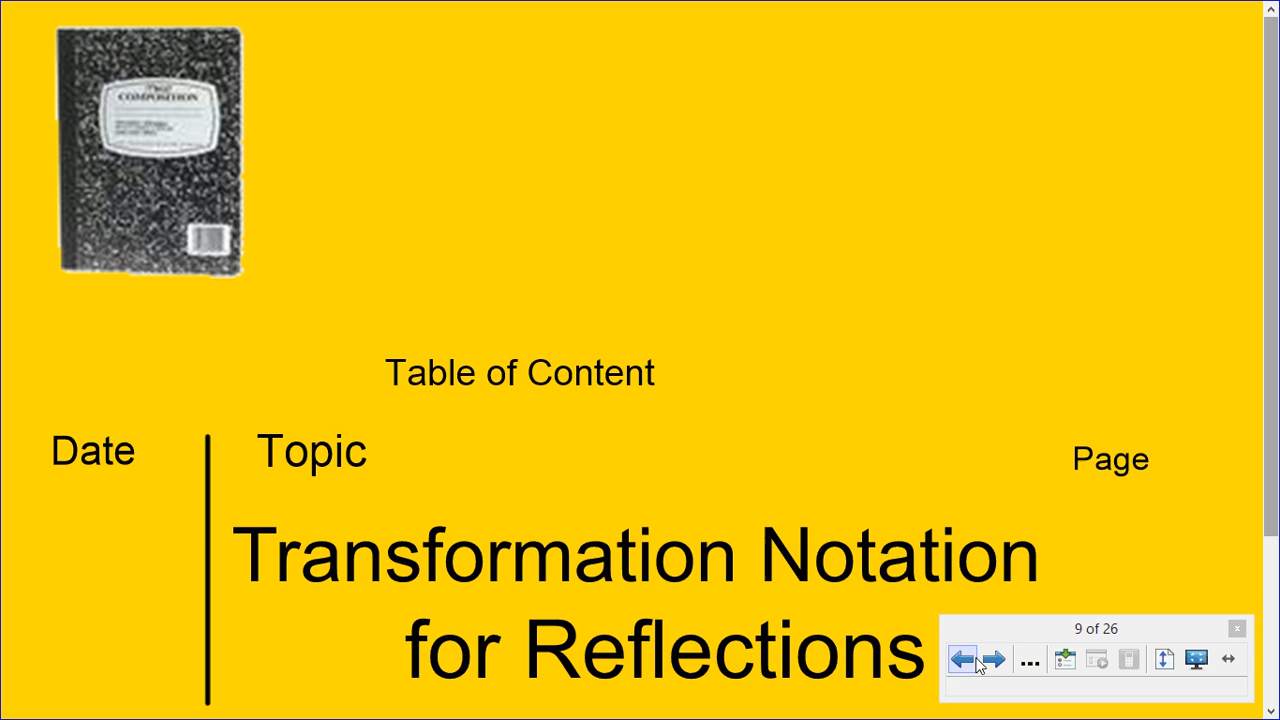 COMPOSITION
Table of Content
Date
Topic
Page
Transformation Notation
for Reflections
9 of 26